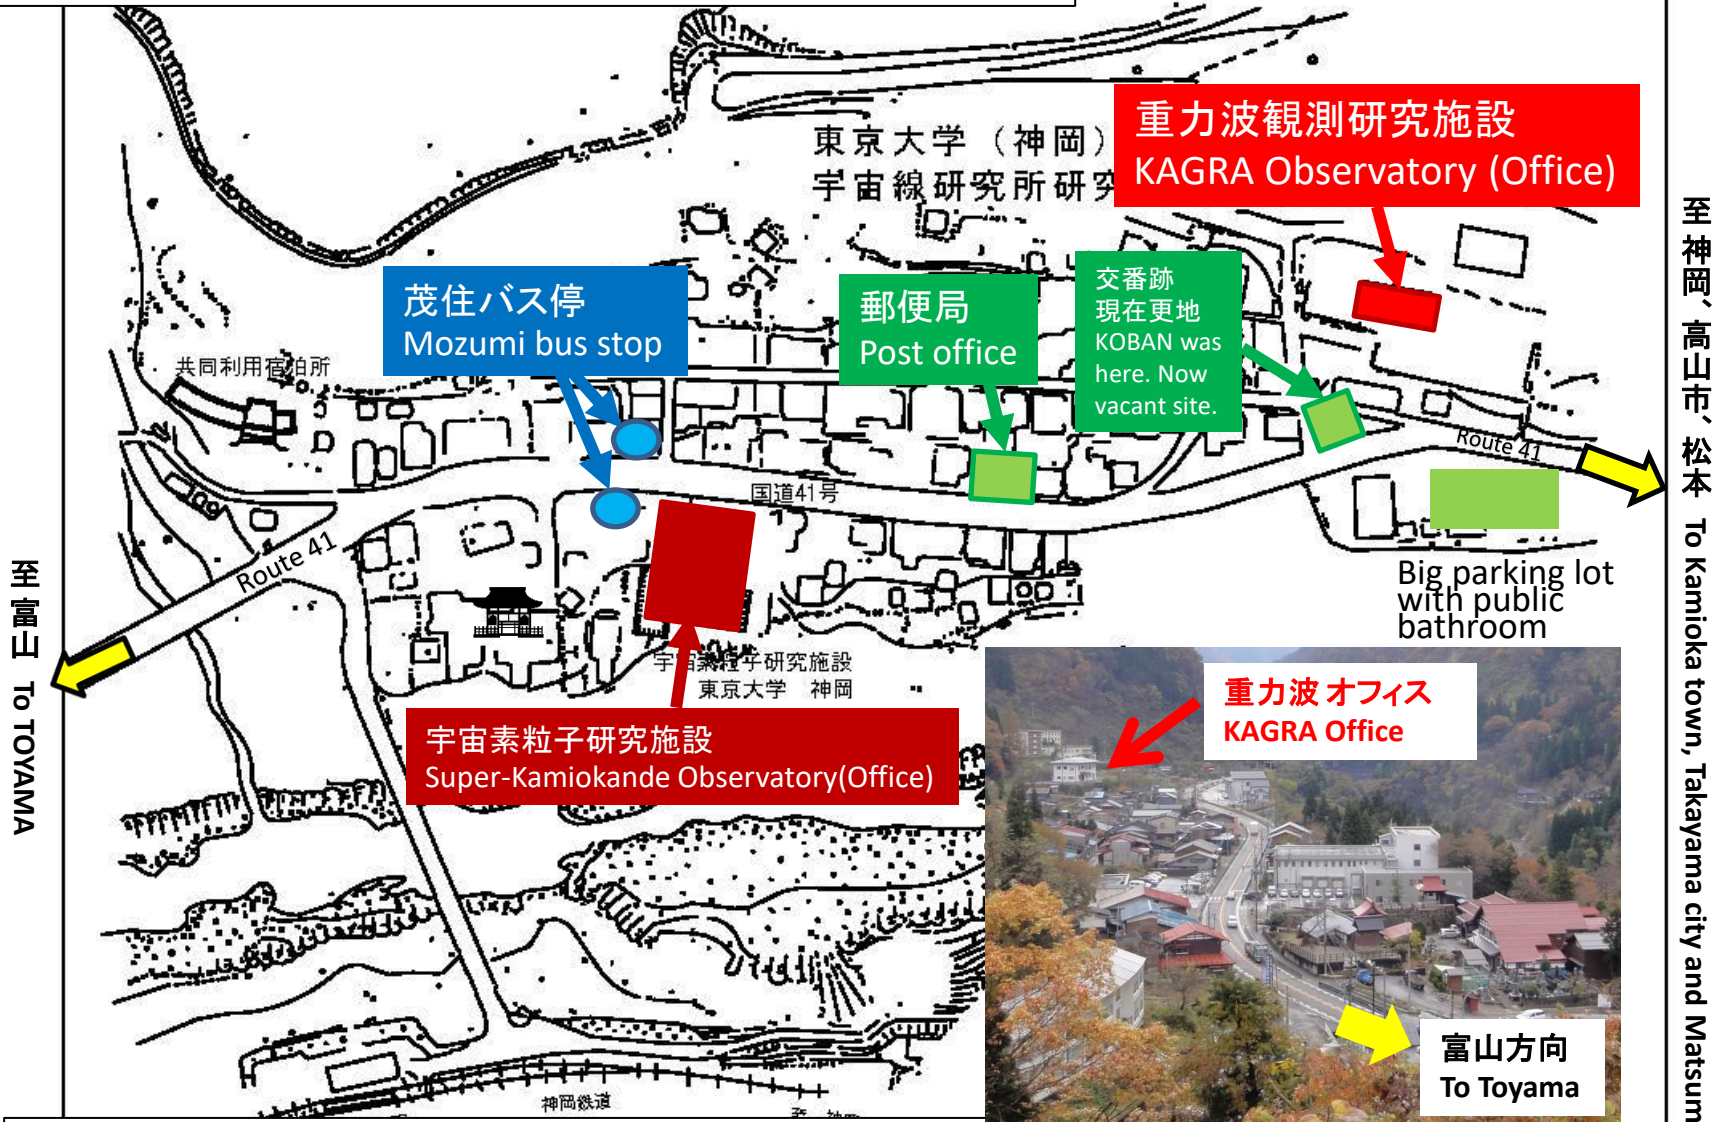 重力波観測研究施設
KAGRA Observatory (Office)
東京大学（神岡）
宇宙線研究所研究
茂住バス停
Mozumi bus stop
郵便局
Post office
交番跡
現在更地
KOBAN was
here. Now
vacant site.
共同利用宿泊所
国道41号
Route 41
Route 41
Big parking lot
with public
bathroom
宇宙素粒子研究施設
東京大学 神岡
宇宙素粒子研究施設
Super-Kamiokande Observatory(Office)
重力波 オフィス
KAGRA Office
富山方向
To Toyama
神岡鉄道
至 富山 To TOYAMA
至 神岡、高山市、松本 To Kamioka town, Takayama city and Matsum